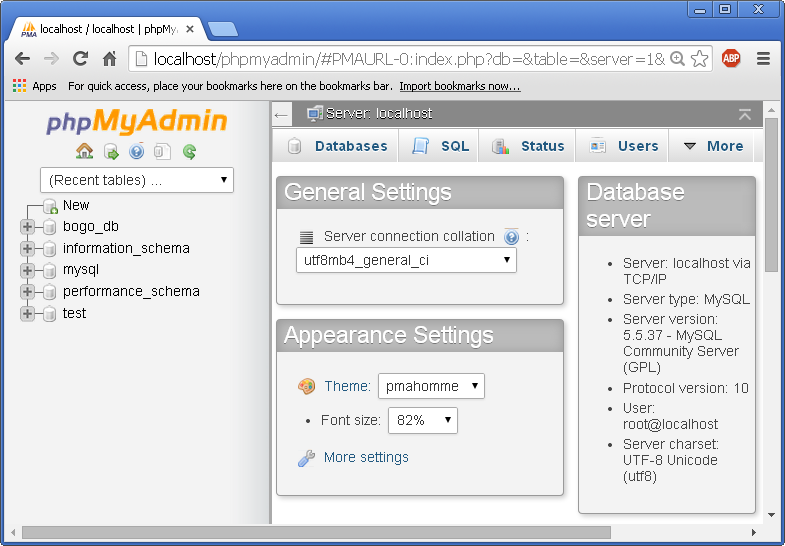 localhost / localhost | phpM
localhost/phpmyadmin/#PMAURL-0:index.php?db=&table=&server=1&
ABP
Apps
For quick access, place your bookmarks here on the bookmarks bar.
Import bookmarks now...
phpMyAdmin
(Recent tables) ...
New
bogo_db
information_schema
mysql
performance_schema
test
Server: localhost
Databases
SQL
Status
Users
More
General Settings
Server connection collation
:
utf8mb4_general_ci
Appearance Settings
Theme:
pmahomme
Font size:
82%
More settings
Database
server
Server: localhost via
TCP/IP
Server type: MySQL
Server version:
5.5.37 - MySQL
Community Server
(GPL)
Protocol version: 10
User:
root@localhost
Server charset:
UTF-8 Unicode
(utf8)